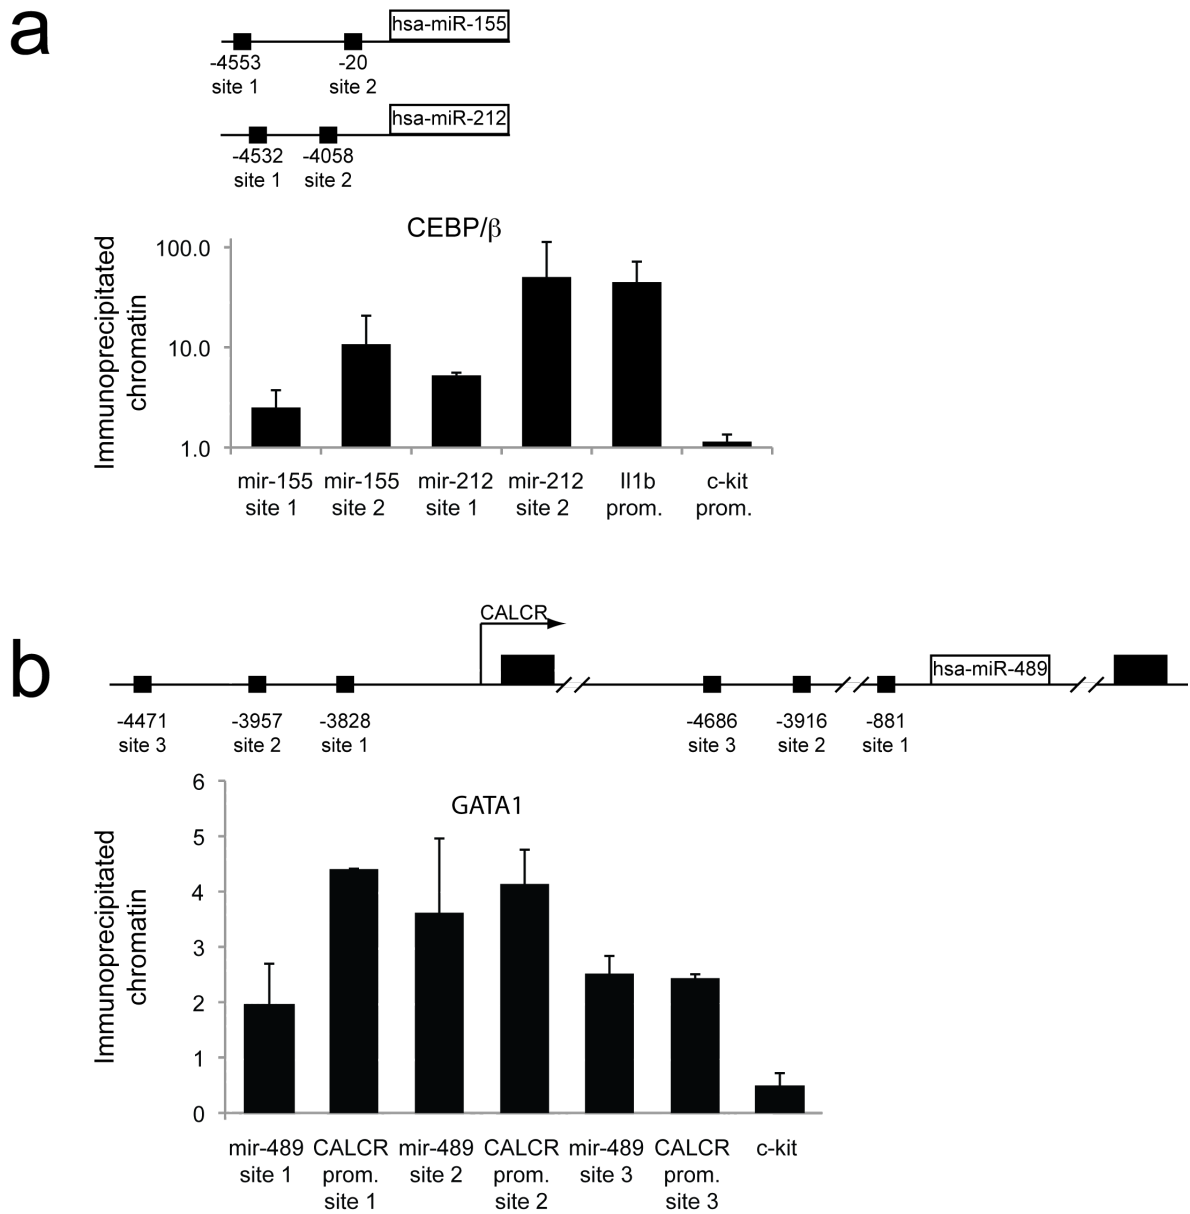 a
hsa-miR-155
-4553 -20
site 1 site 2
hsa-miR-212
-4532 -4058
site 1 site 2
CEBP/β
Immunoprecipitated
chromatin
100.0
10.0
1.0
mir-155 mir-155 mir-212 mir-212 Il1b c-kit
site 1 site 2 site 1 site 2 prom. prom.
b
CALCR
hsa-miR-489
-4471 -3957 -3828 -4686 -3916 -881
site 3 site 2 site 1 site 3 site 2 site 1
GATA1
Immunoprecipitated
chromatin
6
5
4
3
2
1
0
mir-489 CALCR mir-489 CALCR mir-489 CALCR c-kit
site 1 prom. site 2 prom. site 3 prom.
site 1 site 2 site 3